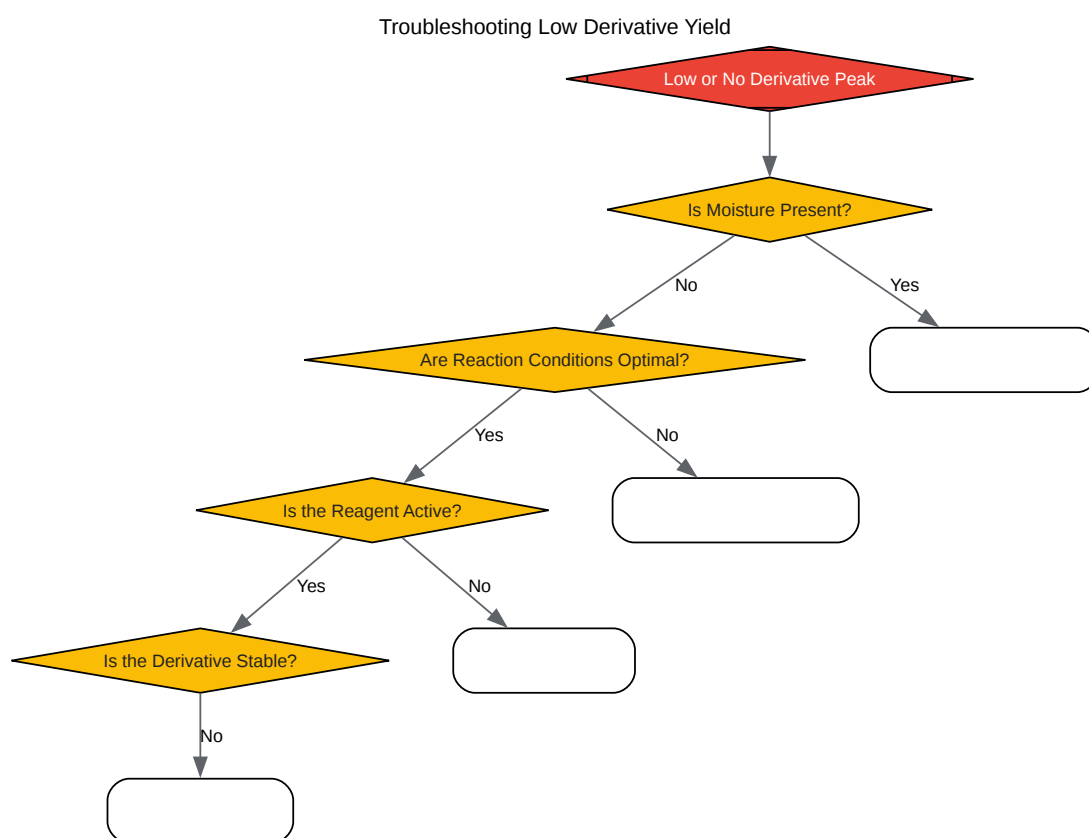 Troubleshooting Low Derivative Yield
Low or No Derivative Peak
Is Moisture Present?
No
Yes
Are Reaction Conditions Optimal?
Yes
No
Is the Reagent Active?
Yes
No
Is the Derivative Stable?
No